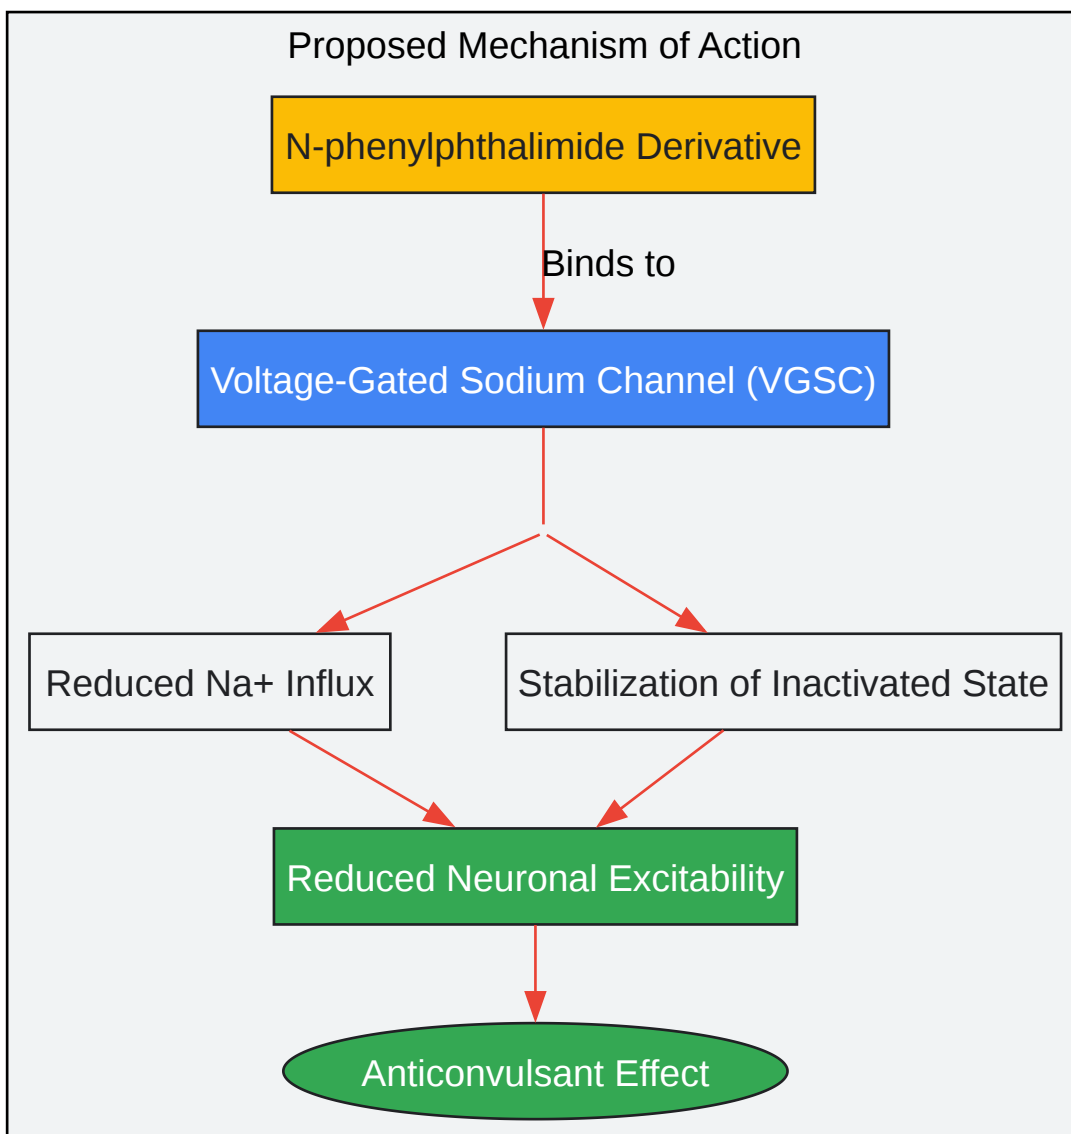 Proposed Mechanism of Action
N-phenylphthalimide Derivative
Binds to
Voltage-Gated Sodium Channel (VGSC)
Reduced Na+ Influx
Stabilization of Inactivated State
Reduced Neuronal Excitability
Anticonvulsant Effect